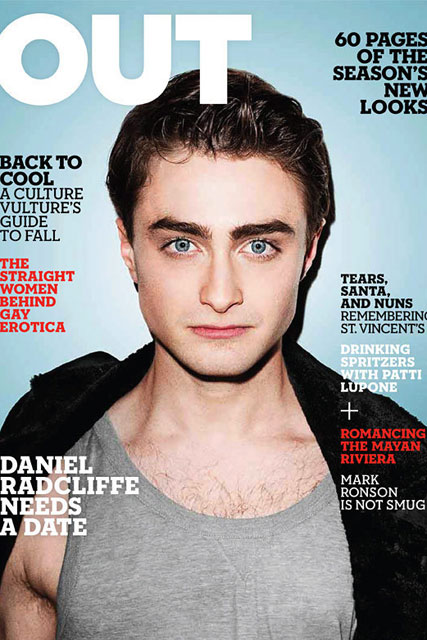 OUT
60 PAGES
OF THE
SEASON'S
NEW
LOOKS
BACK TO
COOL
A CULTURE
VULTURE'S
GUIDE
TO FALL
THE
STRAIGHT
WOMEN
BEHIND
GAY
EROTICA
TEARS,
SANTA,
AND NUNS
REMEMBERING
ST. VINCENT'S
DRINKING
SPRITZERS
WITH PATTI
LUPONE
+
ROMANCING
THE MAYAN
RIVIERA
MARK
RONSON
IS NOT SMUG
DANIEL
RADCLIFFE
NEEDS
A DATE